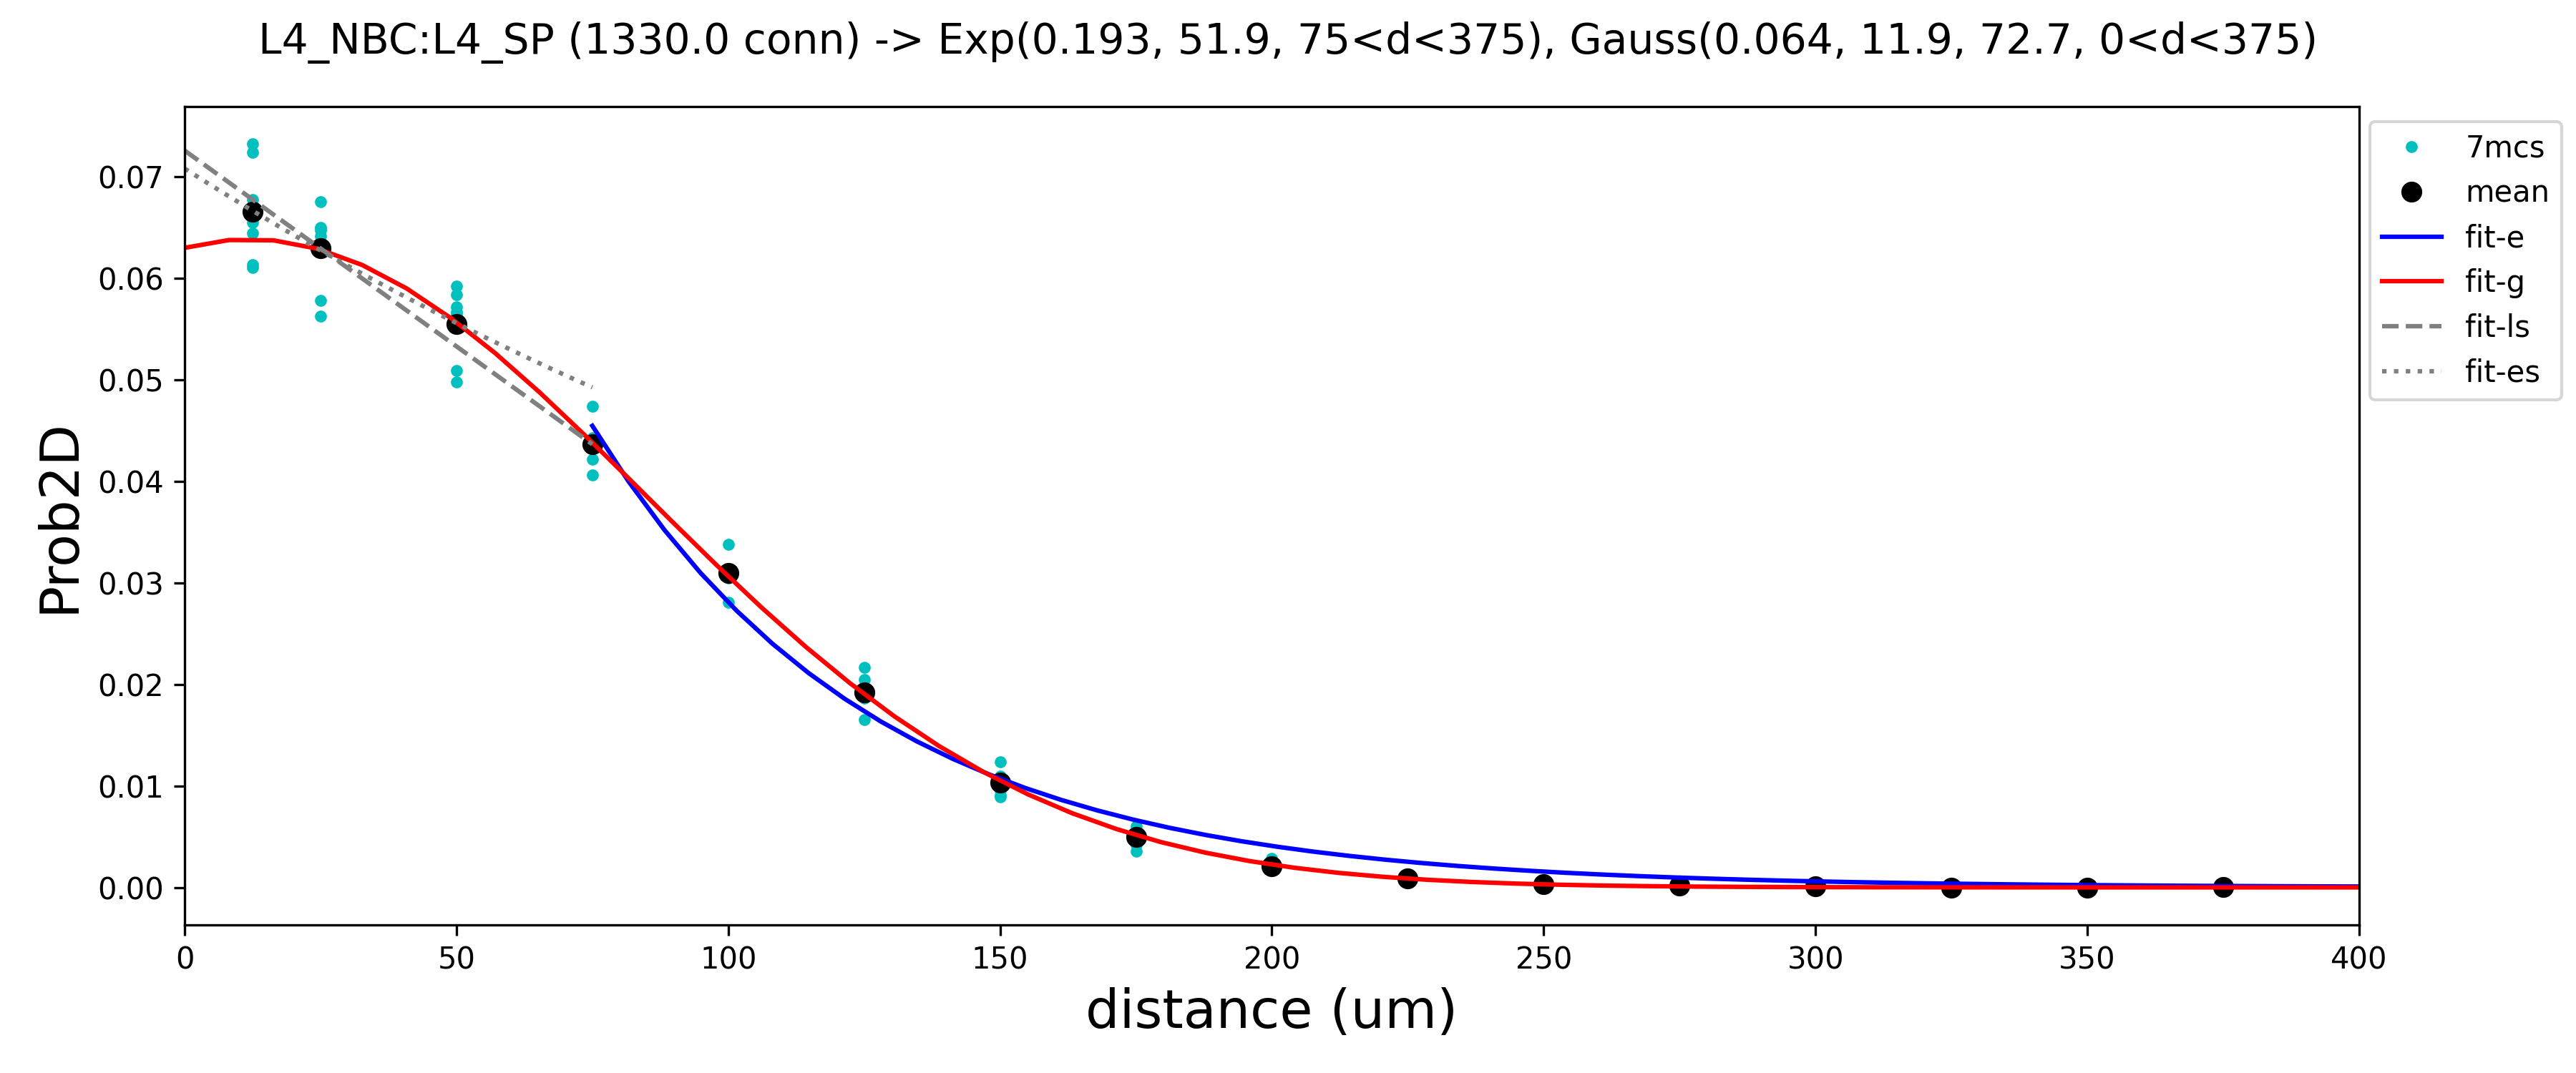 L4_NBC:L4_SP (1330.0 conn) -> Exp(0.193, 51.9, 75<d<375), Gauss(0.064, 11.9, 72.7, 0<d<375)
Prob2D
0.07
0.06
0.05
0.04
0.03
0.02
0.01
0.00
0 50 100 150 200 250 300 350 400
distance (um)
7mcs
mean
fit-e
fit-g
fit-ls
fit-es